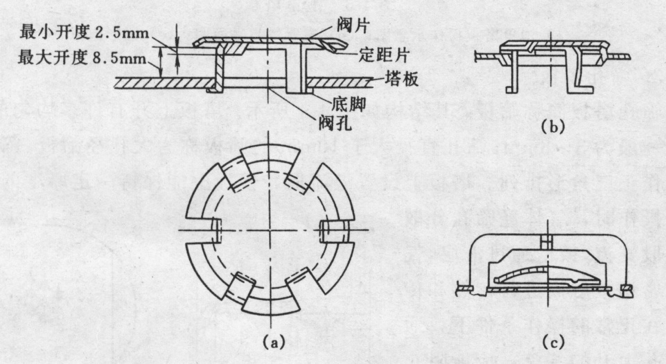 最小开度2.5mm
最大开度8.5mm
阀片
定距片
塔板
底脚
阀孔
(a)
(b)
(c)